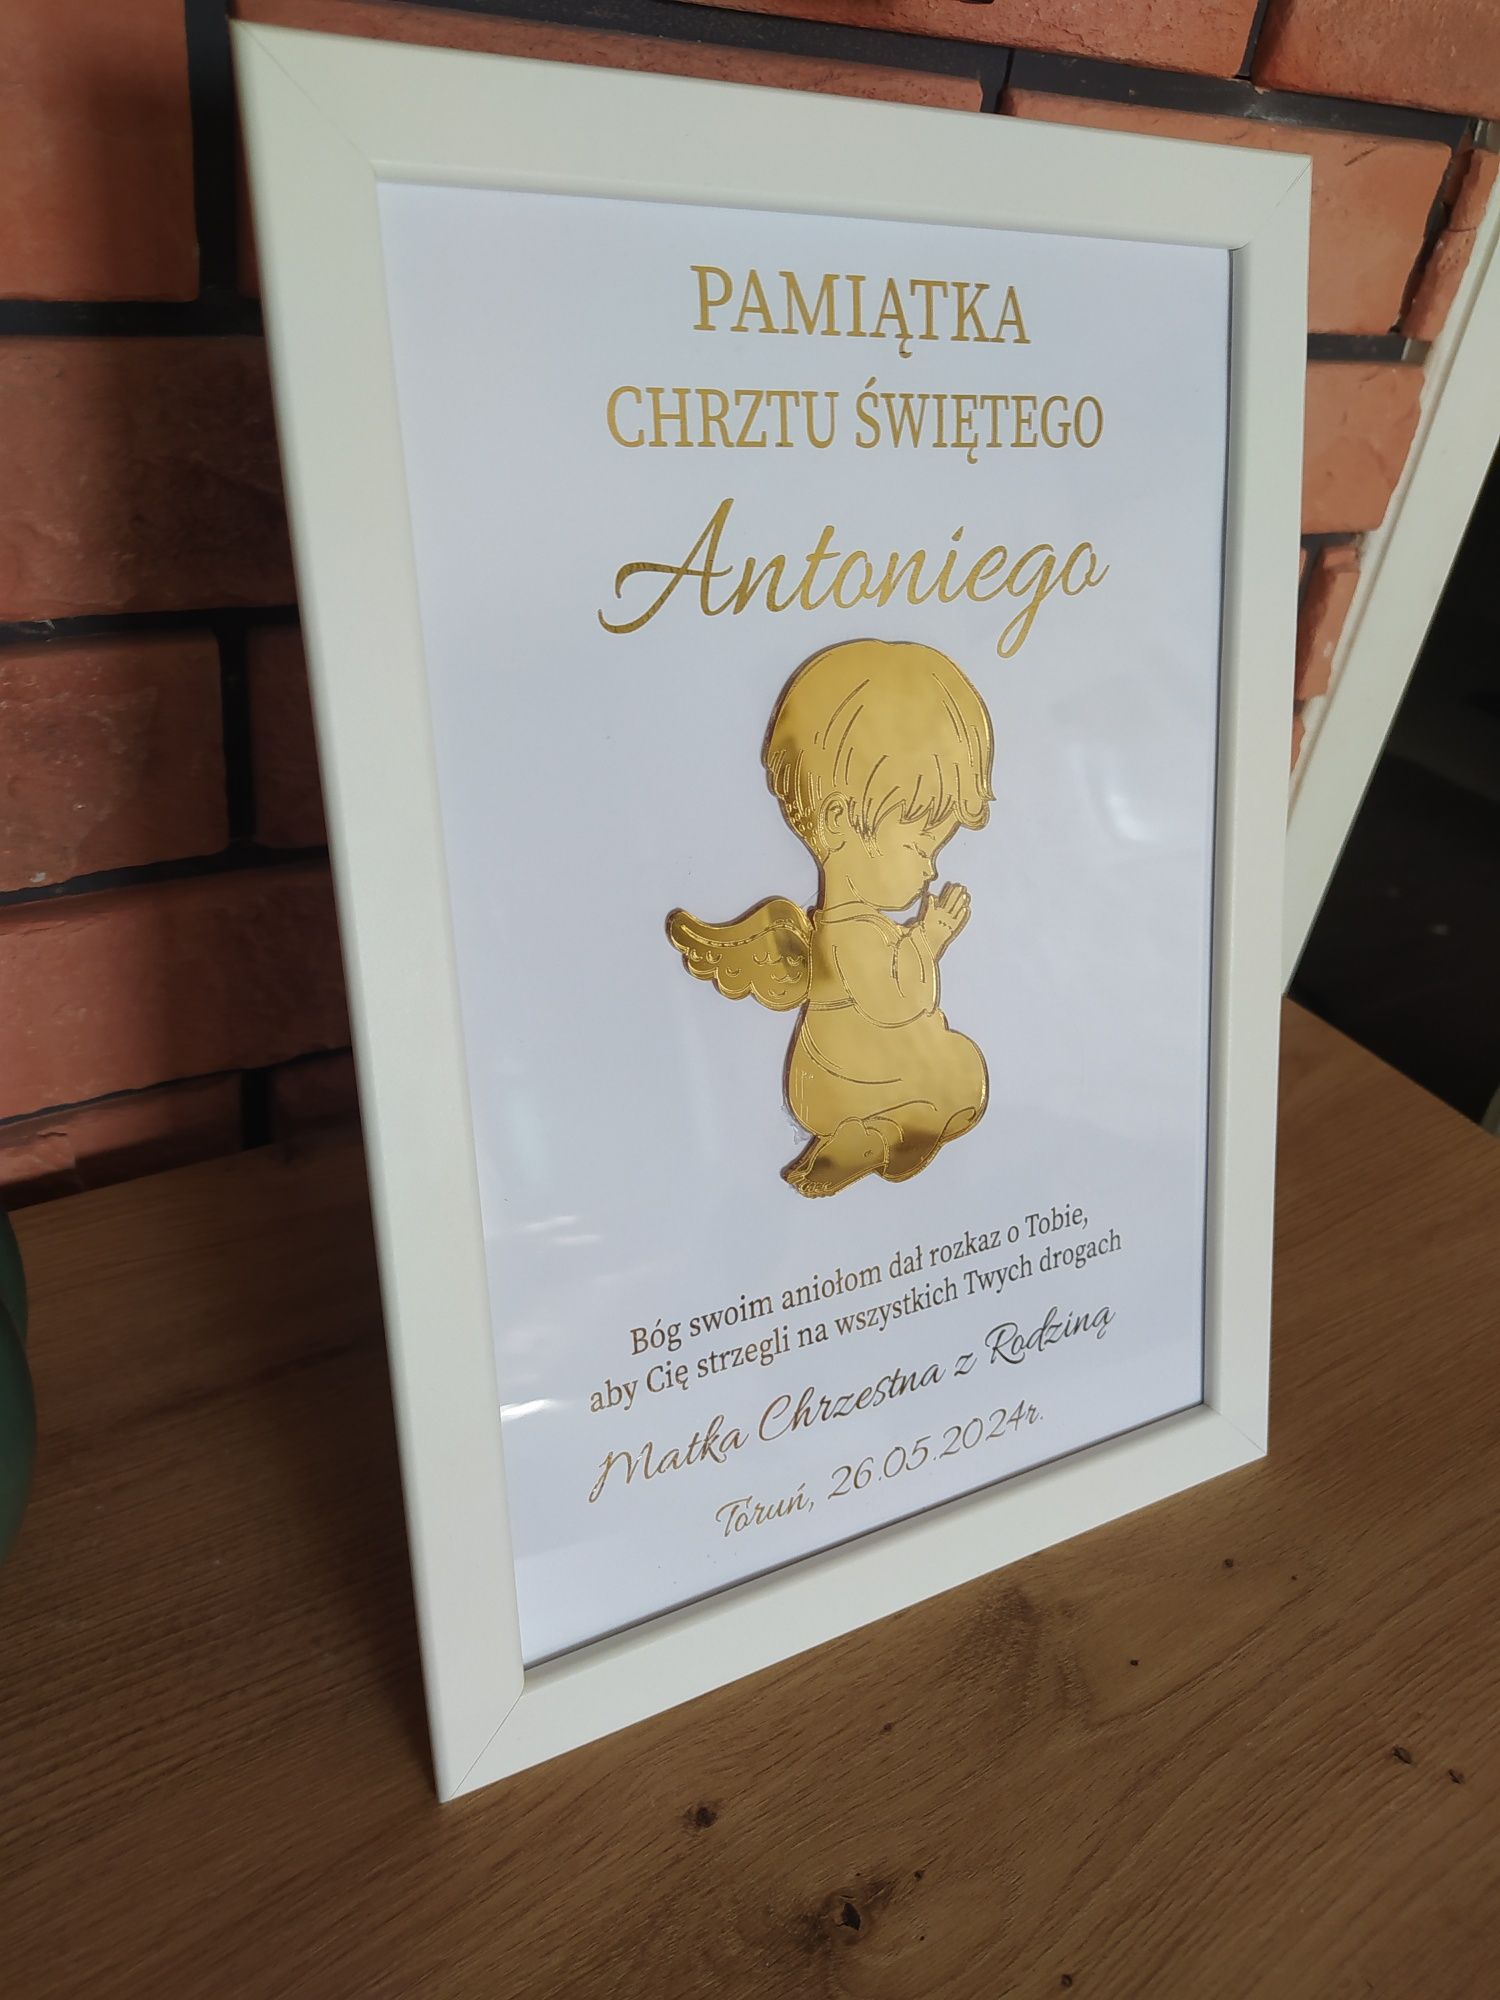 PAMIĄTKA
CHRZTU ŚWIĘTEGO
Antoniego
Bóg swoim aniołom dał rozkaz o Tobie,
aby Cię strzegli na wszystkich Twych drogach
Matka Chrzestna z Rodziną
Toruń, 26.05.2024r.